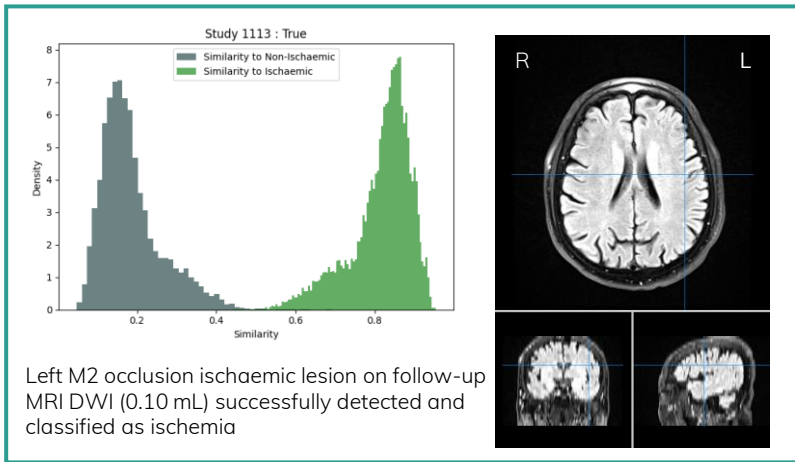 Study 1113 : True
Similarity to Non-Ischaemic
Similarity to Ischaemic
8
7
6
5
4
3
2
1
0
Density
0.2
0.4
0.6
0.8
Similarity
R
L
Left M2 occlusion ischaemic lesion on follow-up
MRI DWI (0.10 mL) successfully detected and
classified as ischemia